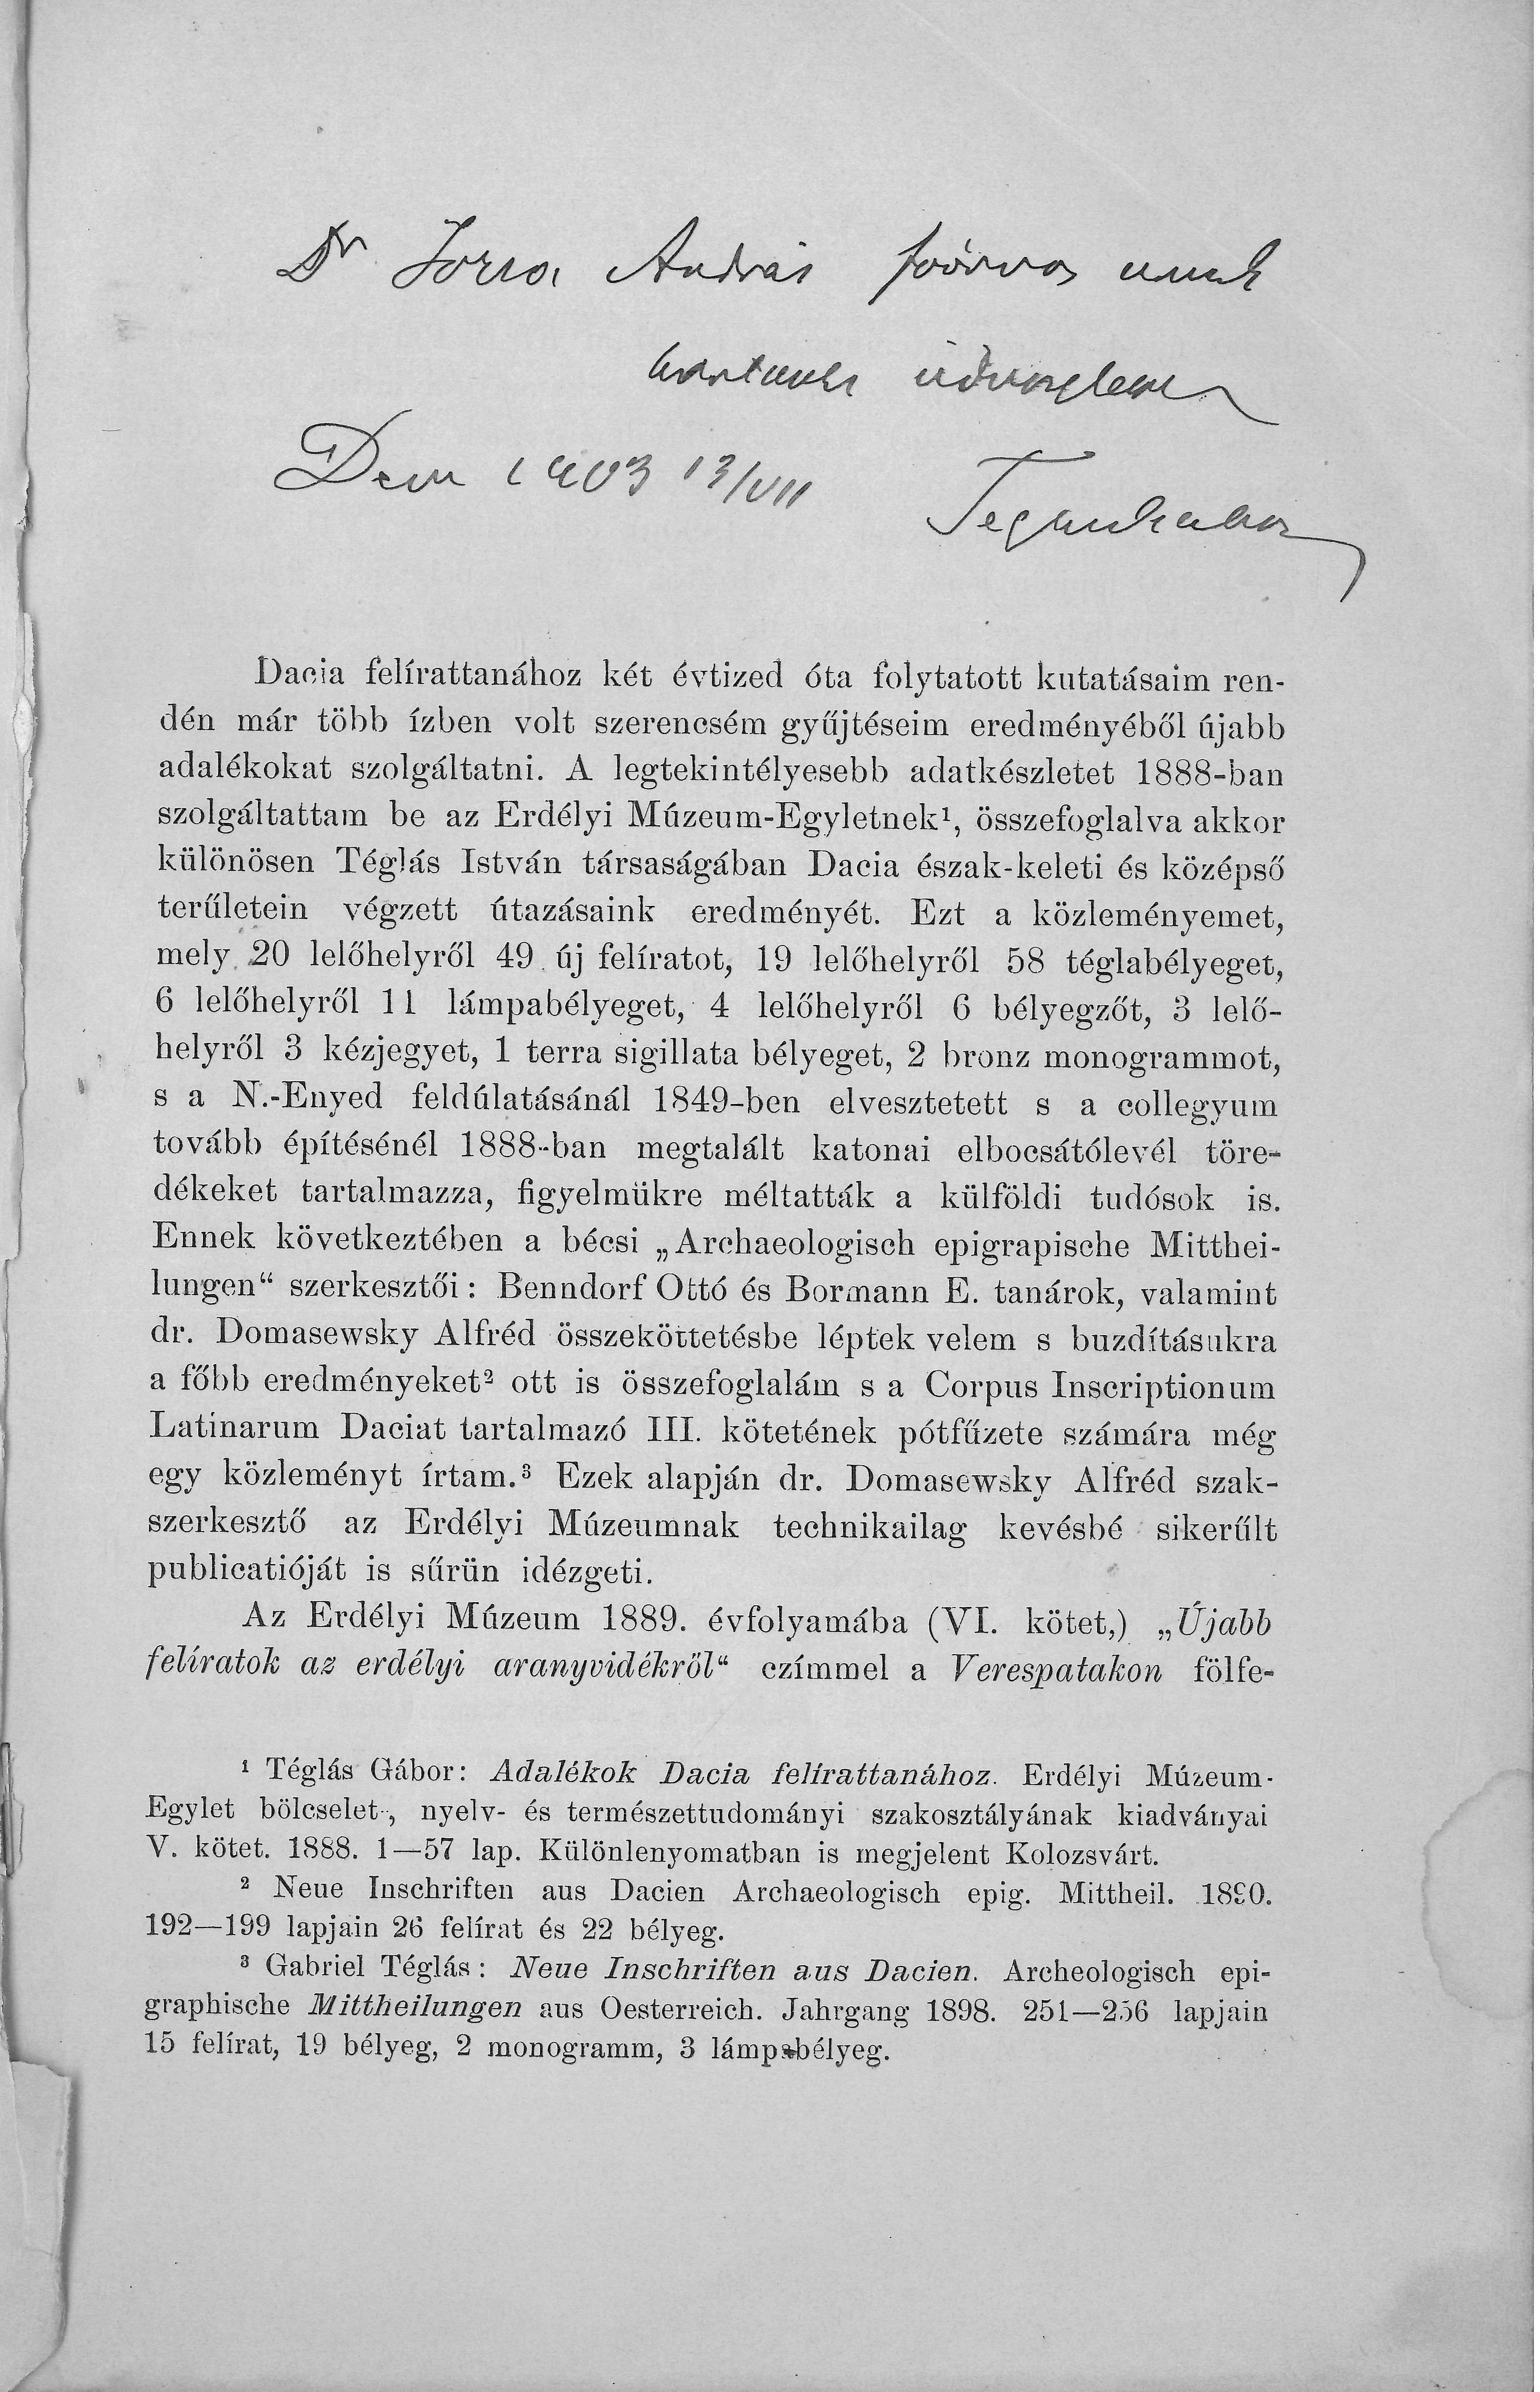 Dr Jorra András főorvos urnak
baráturok üdvözlettel
Deva 1903 13/VII
Téglás Gábor
Dacia felírattanához két évtized óta folytatott kutatásaim ren-
dén már több ízben volt szerencsém gyűjtéseim eredményéből újabb
adalékokat szolgáltatni. A legtekintélyesebb adatkészletet 1888-ban
szolgáltattam be az Erdélyi Múzeum-Egyletnek¹, összefoglalva akkor
különösen Téglás István társaságában Dacia észak-keleti és középső
területein végzett útazásaink eredményét. Ezt a közleményemet,
mely 20 lelőhelyről 49 új felíratot, 19 lelőhelyről 58 téglabélyeget,
6 lelőhelyről 11 lámpabélyeget, 4 lelőhelyről 6 bélyegzőt, 3 lelő-
helyről 3 kézjegyet, 1 terra sigillata bélyeget, 2 bronz monogrammot,
s a N.-Enyed feldúlatásánál 1849-ben elvesztetett s a collegyum
tovább építésénél 1888-ban megtalált katonai elbocsátólevél töre-
dékeket tartalmazza, figyelmükre méltatták a külföldi tudósok is.
Ennek következtében a bécsi „Archaeologisch epigrapische Mitthei-
lungen“ szerkesztői: Benndorf Ottó és Bormann E. tanárok, valamint
dr. Domasewsky Alfréd összeköttetésbe léptek velem s buzdításukra
a főbb eredményeket² ott is összefoglalám s a Corpus Inscriptionum
Latinarum Daciat tartalmazó III. kötetének pótfűzete számára még
egy közleményt írtam.³ Ezek alapján dr. Domasewsky Alfréd szak-
szerkesztő az Erdélyi Múzeumnak technikailag kevésbé sikerűlt
publicatióját is sűrün idézgeti.
Az Erdélyi Múzeum 1889. évfolyamába (VI. kötet,) „Újabb
felíratok az erdélyi aranyvidékről“ czímmel a Verespatakon fölfe-
¹ Téglás Gábor: Adalékok Dacia felírattanához. Erdélyi Múzeum-
Egylet bölcselet-, nyelv- és természettudományi szakosztályának kiadványai
V. kötet. 1888. 1—57 lap. Különlenyomatban is megjelent Kolozsvárt.
² Neue Inschriften aus Dacien Archaeologisch epig. Mittheil. 1890.
192—199 lapjain 26 felírat és 22 bélyeg.
³ Gabriel Téglás: Neue Inschriften aus Dacien. Archeologisch epi-
graphische Mittheilungen aus Oesterreich. Jahrgang 1898. 251—256 lapjain
15 felírat, 19 bélyeg, 2 monogramm, 3 lámpabélyeg.